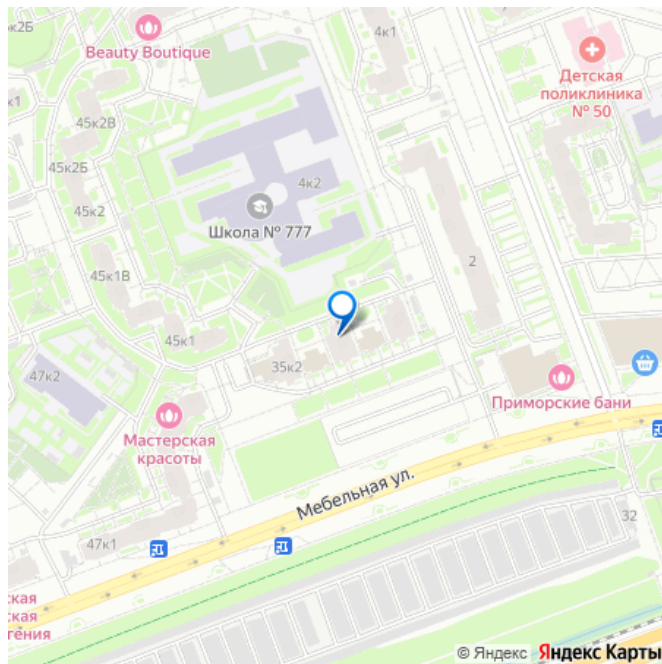 к2Б
Beauty Boutique
4к1
Детская
поликлиника
№ 50
к1
45к2В
45к2Б
4к2
45к2
Школа № 777
2
45к1В
45к1
35к2
47к2
Приморские бани
Мастерская
красоты
Мебельная ул.
32
47к1
ская
ская
гения
© Яндекс
Яндекс Карты